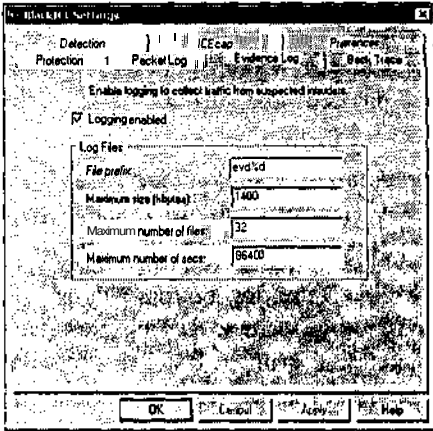 BlackICE Settings
Detection ICEcap Preferences
Protection Packet Log Evidence Log Back Trace
Enable logging to collect traffic from suspected intruders.
Logging enabled
Log Files
File prefix: evd%d
Maximum size (kbytes): 1400
Maximum number of files: 32
Maximum number of secs: 86400
OK Cancel Apply Help